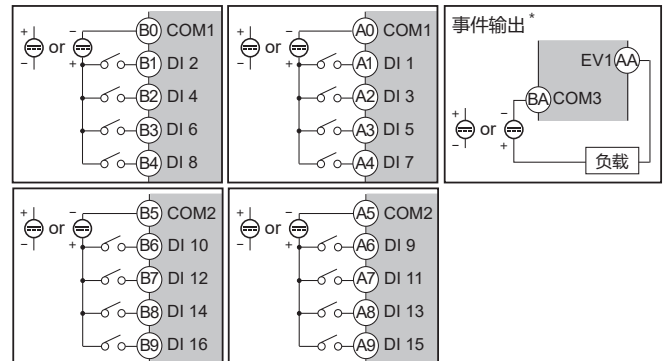 + - or - + B0 COM1
B1 DI 2
B2 DI 4
B3 DI 6
B4 DI 8
+ - or - + A0 COM1
A1 DI 1
A2 DI 3
A3 DI 5
A4 DI 7
事件输出 *
EV1 AA
BA COM3
+ - or - +
负载
+ - or - + B5 COM2
B6 DI 10
B7 DI 12
B8 DI 14
B9 DI 16
+ - or - + A5 COM2
A6 DI 9
A7 DI 11
A8 DI 13
A9 DI 15